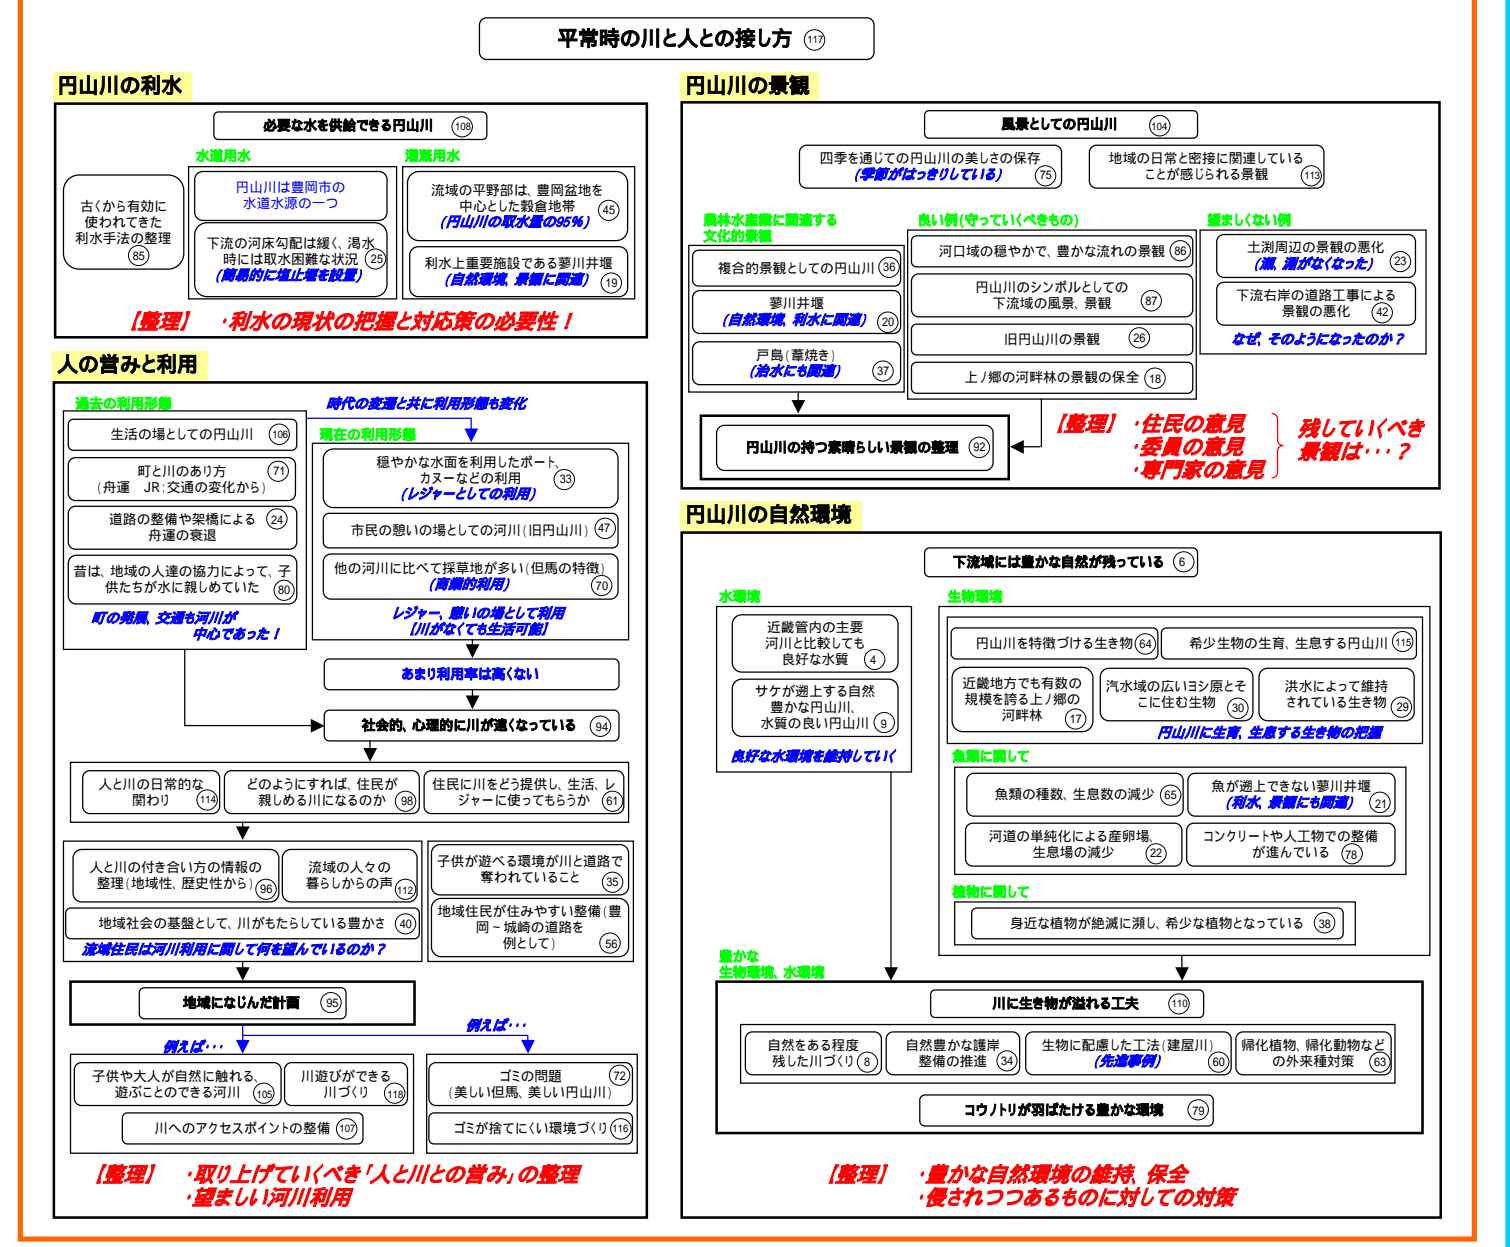 平常時の川と人との接し方 117
円山川の利水
必要な水を供給できる円山川 108
水道用水
灌漑用水
古くから有効に
使われてきた
利水手法の整理
85
円山川は豊岡市の
水道水源の一つ
下流の河床勾配は緩く、渇水
時には取水困難な状況 25
(簡易的に塩止堰を設置)
流域の平野部は、豊岡盆地を
中心とした穀倉地帯 45
(円山川の取水量の95%)
利水上重要施設である蓼川井堰
(自然環境、景観に関連) 19
【整理】 ・利水の現状の把握と対応策の必要性！
人の営みと利用
過去の利用形態
時代の変遷と共に利用形態も変化
生活の場としての円山川 106
町と川のあり方 71
(舟運 JR:交通の変化から)
道路の整備や架橋による 24
舟運の衰退
昔は、地域の人達の協力によって、子
供たちが水に親しめていた 80
町の発展、交通も河川が
中心であった！
現在の利用形態
穏やかな水面を利用したボート、
カヌーなどの利用 33
(レジャーとしての利用)
市民の憩いの場としての河川(旧円山川) 47
他の河川に比べて採草地が多い(但馬の特徴)
(商業的利用) 70
レジャー、憩いの場として利用
【川がなくても生活可能】
あまり利用率は高くない
社会的、心理的に川が遠くなっている 94
人と川の日常的な
関わり 114
どのようにすれば、住民が
親しめる川になるのか 98
住民に川をどう提供し、生活、レ
ジャーに使ってもらうか 61
人と川の付き合い方の情報の
整理(地域性、歴史性から) 96
流域の人々の
暮らしからの声 112
地域社会の基盤として、川がもたらしている豊かさ 40
流域住民は河川利用に関して何を望んでいるのか？
子供が遊べる環境が川と道路で
奪われていること 35
地域住民が住みやすい整備(豊
岡～城崎の道路を
例として) 56
地域になじんだ計画 95
例えば・・・
例えば・・・
子供や大人が自然に触れる、
遊ぶことのできる河川 105
川遊びができる
川づくり 118
川へのアクセスポイントの整備 107
ゴミの問題 72
(美しい但馬、美しい円山川)
ゴミが捨てにくい環境づくり 116
【整理】 ・取り上げていくべき「人と川との営み」の整理
・望ましい河川利用
円山川の景観
風景としての円山川 104
四季を通じての円山川の美しさの保存
(季節がはっきりしている) 75
地域の日常と密接に関連している
ことが感じられる景観 113
農林水産業に関連する
文化的景観
複合的景観としての円山川 36
蓼川井堰
(自然環境、利水に関連) 20
戸島(葦焼き)
(治水にも関連) 37
良い例(守っていくべきもの)
河口域の穏やかで、豊かな流れの景観 86
円山川のシンボルとしての
下流域の風景、景観 87
旧円山川の景観 26
上ノ郷の河畔林の景観の保全 18
望ましくない例
土渕周辺の景観の悪化
(瀬、淵がなくなった) 23
下流右岸の道路工事による
景観の悪化 42
なぜ、そのようになったのか？
円山川の持つ素晴らしい景観の整理 92
【整理】 ・住民の意見
・委員の意見
・専門家の意見
残していくべき
景観は・・・？
円山川の自然環境
下流域には豊かな自然が残っている 6
水環境
近畿管内の主要
河川と比較しても
良好な水質 4
サケが遡上する自然
豊かな円山川、
水質の良い円山川 9
良好な水環境を維持していく
生物環境
円山川を特徴づける生き物 64
希少生物の生育、生息する円山川 115
近畿地方でも有数の
規模を誇る上ノ郷の
河畔林 17
汽水域の広いヨシ原とそ
こに住む生物 30
洪水によって維持
されている生き物 29
円山川に生育、生息する生き物の把握
魚類に関して
魚類の種数、生息数の減少 65
魚が遡上できない蓼川井堰
(利水、景観にも関連) 21
河道の単純化による産卵場、
生息場の減少 22
コンクリートや人工物での整備
が進んでいる 78
植物に関して
身近な植物が絶滅に瀕し、希少な植物となっている 38
豊かな
生物環境、水環境
川に生き物が溢れる工夫 110
自然をある程度
残した川づくり 8
自然豊かな護岸
整備の推進 34
生物に配慮した工法(建屋川)
(先進事例) 60
帰化植物、帰化動物など
の外来種対策 63
コウノトリが羽ばたける豊かな環境 79
【整理】 ・豊かな自然環境の維持、保全
・侵されつつあるものに対しての対策